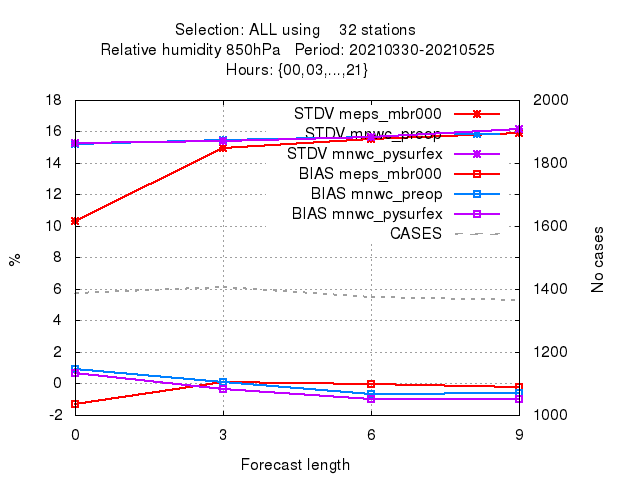 Selection: ALL using    32 stations
Relative humidity 850hPa   Period: 20210330-20210525
Hours: {00,03,...,21}
18 2000
STDV meps_mbr000
16 STDV mnwc_preop
14 STDV mnwc_pysurfex 1800
BIAS meps_mbr000
12 BIAS mnwc_preop
BIAS mnwc_pysurfex
10 CASES 1600
8
% No cases
6 1400
4
2 1200
0
-2 1000
0 3 6 9
Forecast length